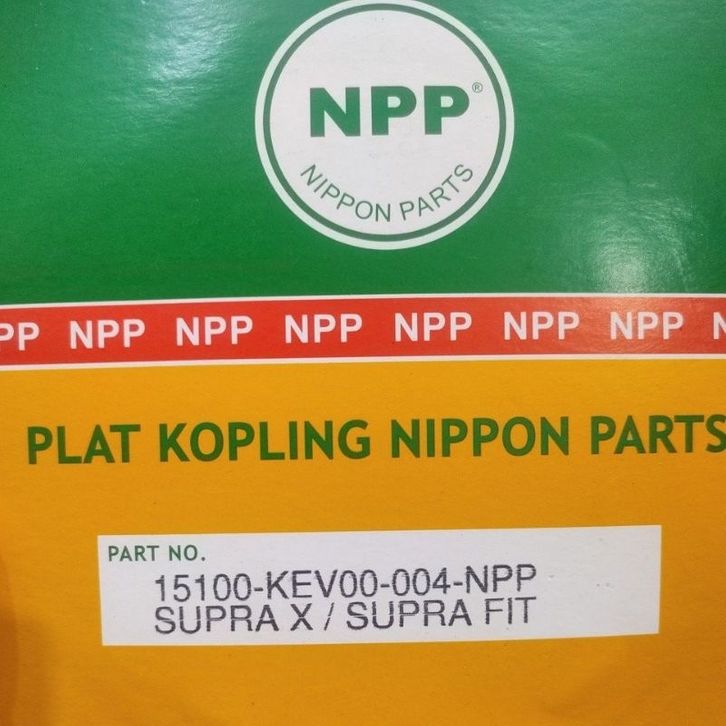 NPP®
NIPPON PARTS
PP NPP NPP NPP NPP NPP NPP N
PLAT KOPLING NIPPON PARTS
PART NO.
15100-KEV00-004-NPP
SUPRA X / SUPRA FIT